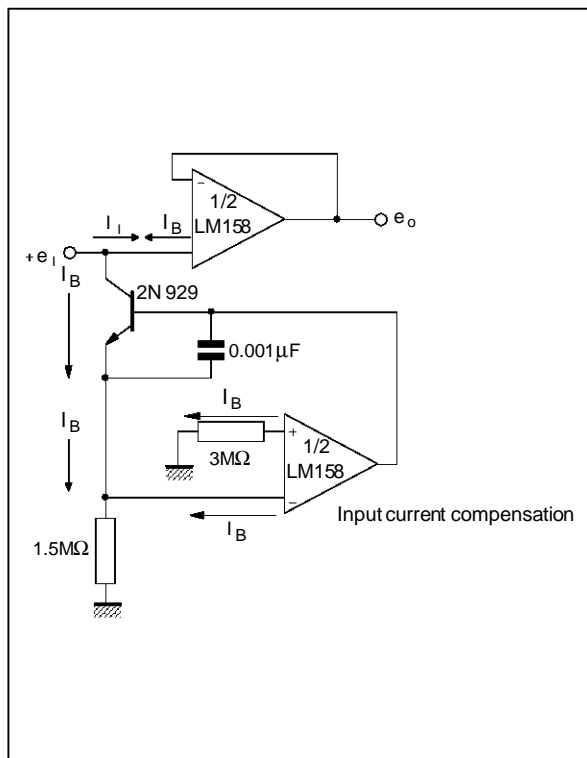 −
1/2
LM158
I I
I B
+e I
e o
I B
2N 929
0.001µF
I B
I B
+
1/2
LM158
3MΩ
−
I B
Input current compensation
1.5MΩ